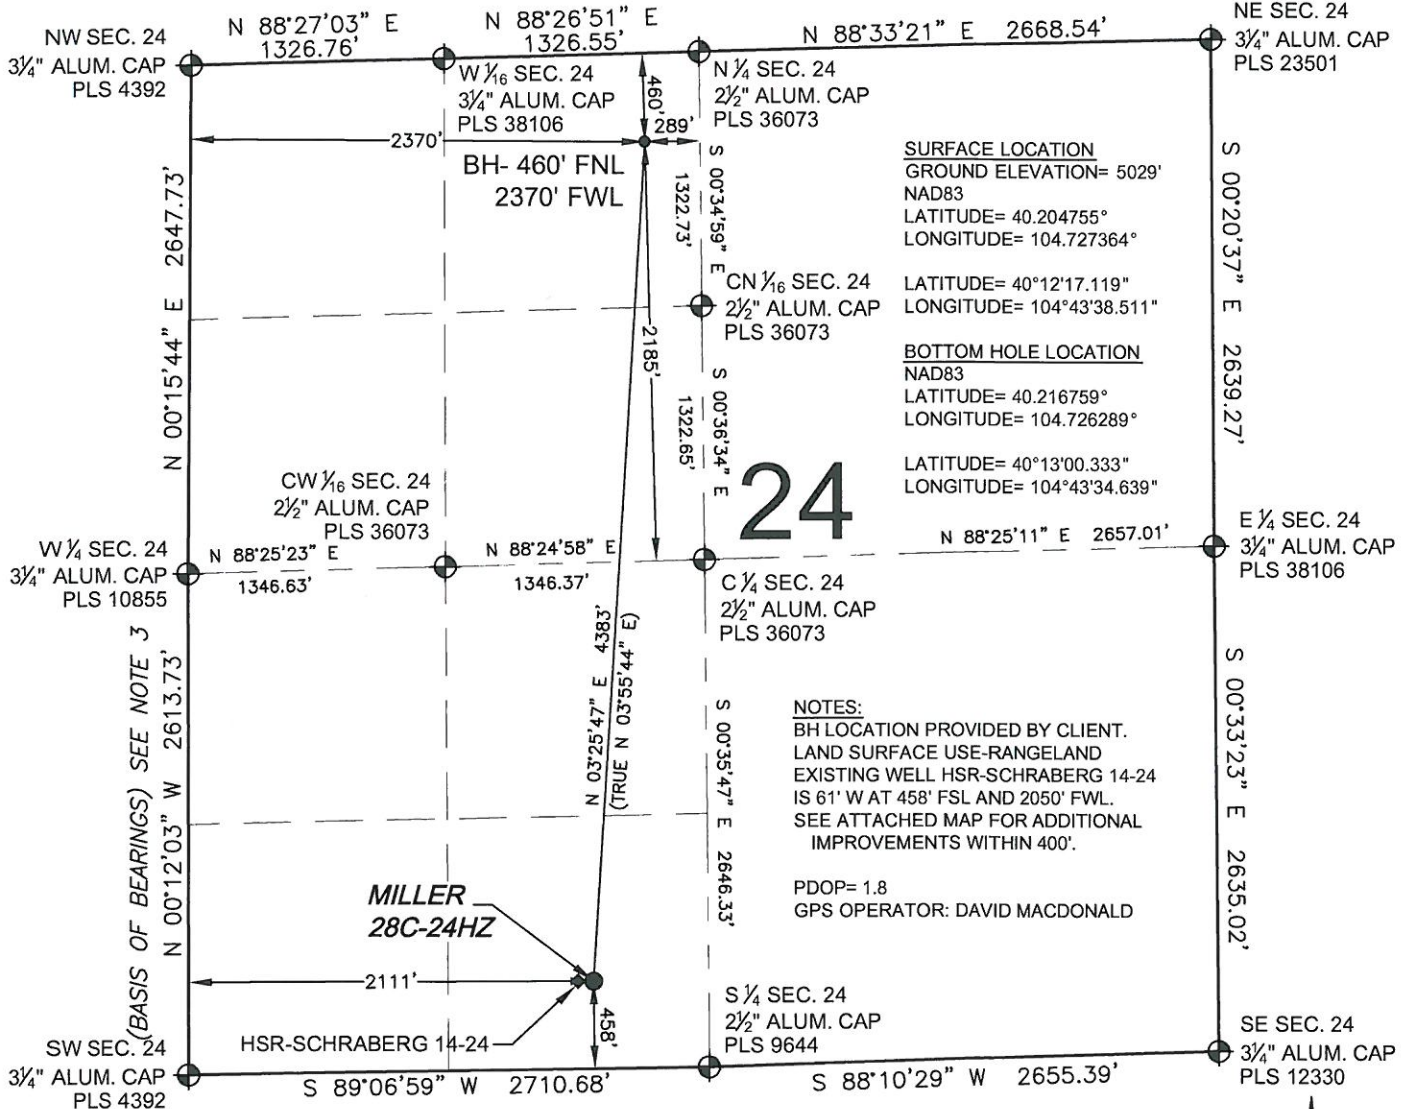 N 88°27'03" E
1326.76'
N 88°26'51" E
1326.55'
N 88°33'21" E 2668.54'
NW SEC. 24
3¼" ALUM. CAP
PLS 4392
W 1/16 SEC. 24
3¼" ALUM. CAP
PLS 38106
N ¼ SEC. 24
2½" ALUM. CAP
PLS 36073
NE SEC. 24
3¼" ALUM. CAP
PLS 23501
460'
289'
2370'
BH- 460' FNL
2370' FWL
N 00°15'44" E 2647.73'
S 00°34'59" E
1322.73'
SURFACE LOCATION
GROUND ELEVATION= 5029'
NAD83
LATITUDE= 40.204755°
LONGITUDE= 104.727364°
LATITUDE= 40°12'17.119"
LONGITUDE= 104°43'38.511"
BOTTOM HOLE LOCATION
NAD83
LATITUDE= 40.216759°
LONGITUDE= 104.726289°
LATITUDE= 40°13'00.333"
LONGITUDE= 104°43'34.639"
S 00°20'37" E 2639.27'
CN 1/16 SEC. 24
2½" ALUM. CAP
PLS 36073
2185'
S 00°36'34" E
1322.65'
24
CW 1/16 SEC. 24
2½" ALUM. CAP
PLS 36073
W ¼ SEC. 24
3¼" ALUM. CAP
PLS 10855
N 88°25'23" E
1346.63'
N 88°24'58" E
1346.37'
N 88°25'11" E 2657.01'
C ¼ SEC. 24
2½" ALUM. CAP
PLS 36073
E ¼ SEC. 24
3¼" ALUM. CAP
PLS 38106
(BASIS OF BEARINGS) SEE NOTE 3
N 00°12'03" W 2613.73'
N 03°25'47" E 4383'
(TRUE N 03°55'44" E)
S 00°35'47" E 2646.33'
NOTES:
BH LOCATION PROVIDED BY CLIENT.
LAND SURFACE USE-RANGELAND
EXISTING WELL HSR-SCHRABERG 14-24
IS 61' W AT 458' FSL AND 2050' FWL.
SEE ATTACHED MAP FOR ADDITIONAL
IMPROVEMENTS WITHIN 400'.
PDOP= 1.8
GPS OPERATOR: DAVID MACDONALD
S 00°33'23" E 2635.02'
MILLER
28C-24HZ
2111'
458'
HSR-SCHRABERG 14-24
SW SEC. 24
3¼" ALUM. CAP
PLS 4392
S 89°06'59" W 2710.68'
S ¼ SEC. 24
2½" ALUM. CAP
PLS 9644
S 88°10'29" W 2655.39'
SE SEC. 24
3¼" ALUM. CAP
PLS 12330